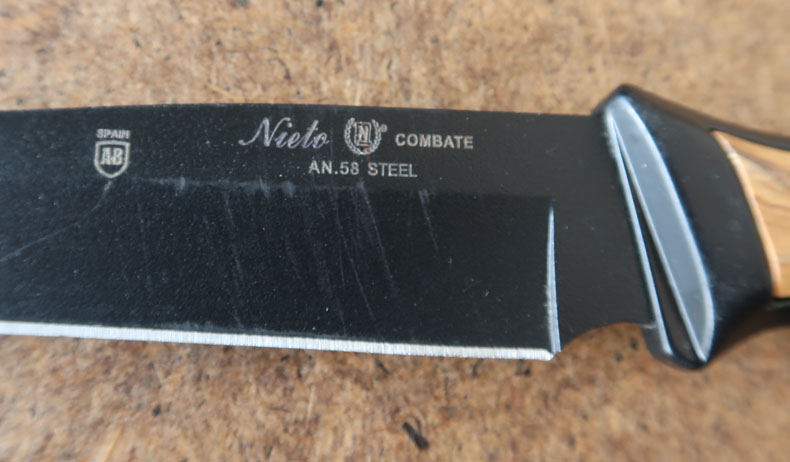 SPAIN
AB
Nieto N ® COMBATE
AN.58 STEEL